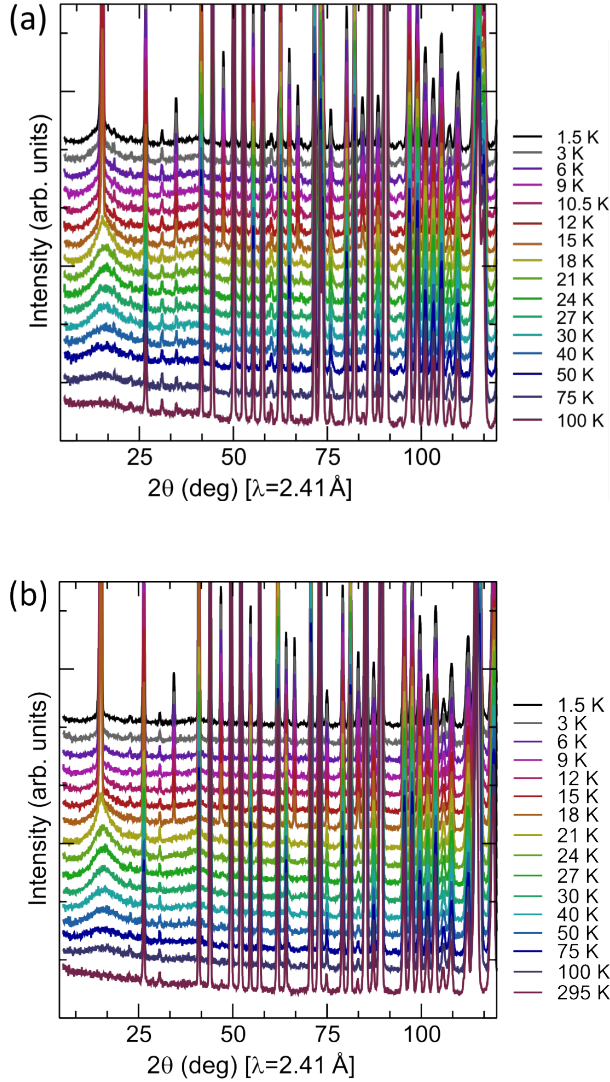 (a)
Intensity (arb. units)
1.5 K
3 K
6 K
9 K
10.5 K
12 K
15 K
18 K
21 K
24 K
27 K
30 K
40 K
50 K
75 K
100 K
25 50 75 100
2θ (deg) [λ=2.41 Å]
(b)
Intensity (arb. units)
1.5 K
3 K
6 K
9 K
12 K
15 K
18 K
21 K
24 K
27 K
30 K
40 K
50 K
75 K
100 K
295 K
25 50 75 100
2θ (deg) [λ=2.41 Å]